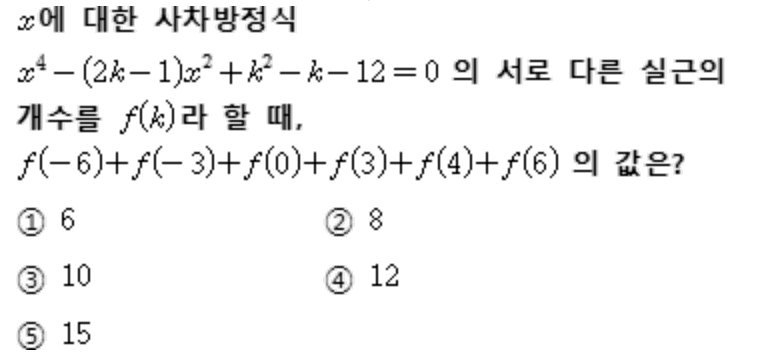 x에 대한 사차방정식
x⁴−(2k−1)x²+k²−k−12=0 의 서로 다른 실근의
개수를 f(k)라 할 때,
f(−6)+f(−3)+f(0)+f(3)+f(4)+f(6) 의 값은?
① 6 ② 8
③ 10 ④ 12
⑤ 15